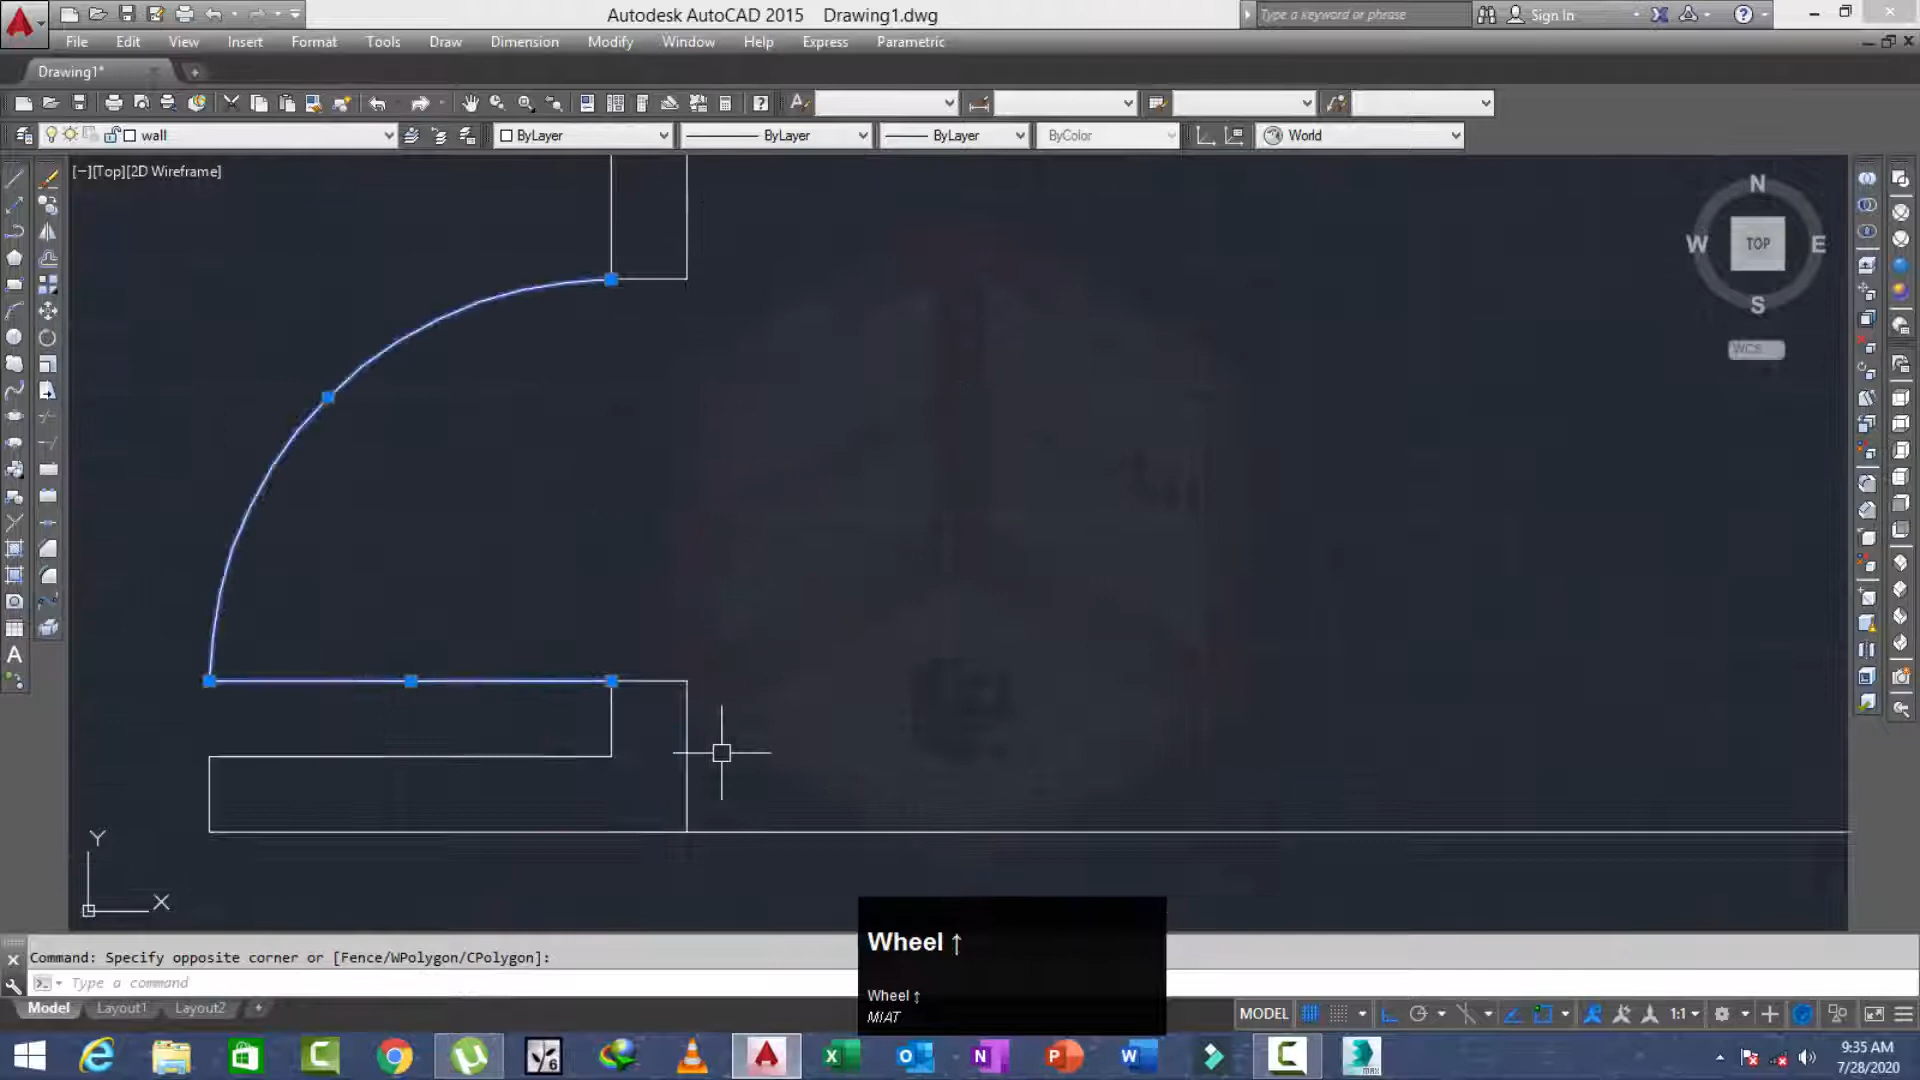 Autodesk AutoCAD 2015 Drawing1.dwg
Type a keyword or phrase
Sign In
File Edit View Insert Format Tools Draw Dimension Modify Window Help Express Parametric
Drawing1*
wall
ByLayer
ByLayer
ByLayer
ByColor
World
[−][Top][2D Wireframe]
N
W TOP E
S
WCS
Y
X
Wheel ↑
Wheel ↑
MIAT
Command: Specify opposite corner or [Fence/WPolygon/CPolygon]:
Type a command
Model Layout1 Layout2 +
MODEL
1:1
9:35 AM
7/28/2020